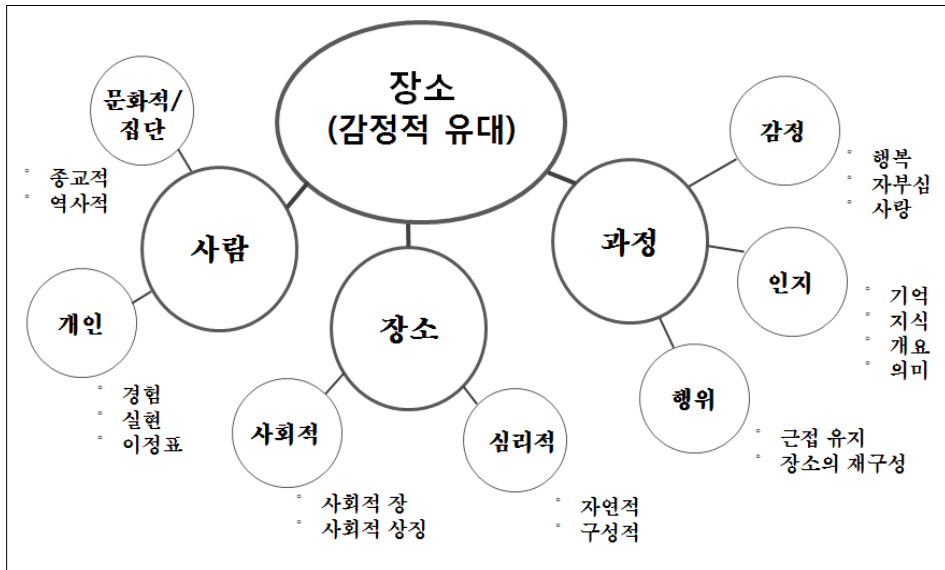 장소
(감정적 유대)
문화적/
집단
종교적
역사적
사람
개인
경험
실현
이정표
장소
사회적
사회적 장
사회적 상징
심리적
자연적
구성적
과정
감정
행복
자부심
사랑
인지
기억
지식
개요
의미
행위
근접 유지
장소의 재구성